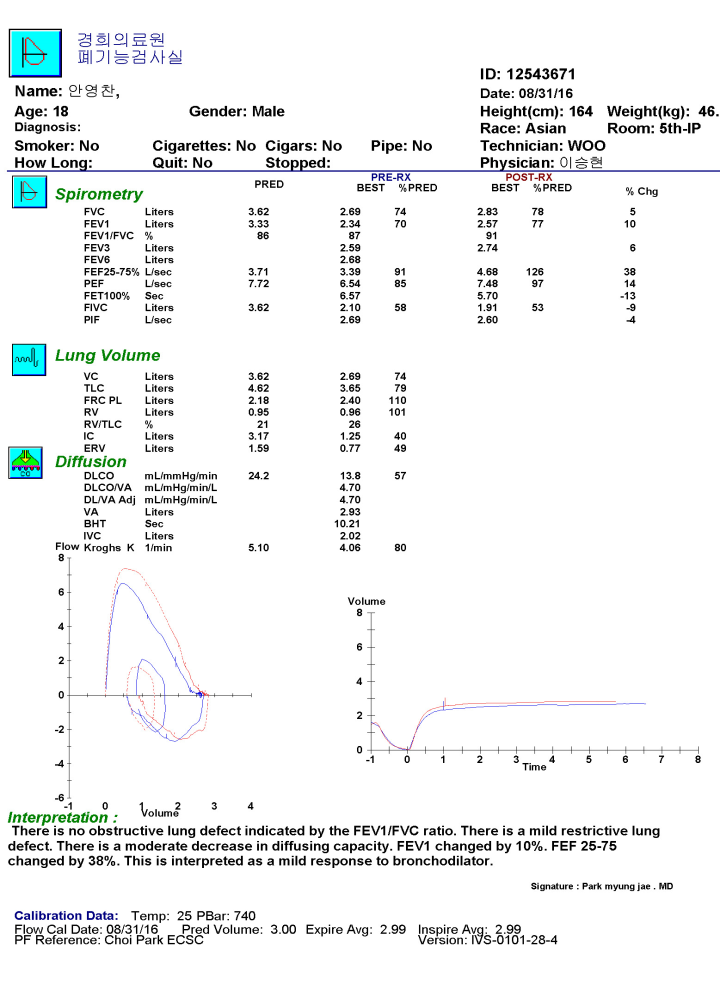 경희의료원
폐기능검사실
ID: 12543671
Name: 안영찬,
Date: 08/31/16
Age: 18 Gender: Male Height(cm): 164 Weight(kg): 46.
Diagnosis: Race: Asian Room: 5th-IP
Smoker: No Cigarettes: No Cigars: No Pipe: No Technician: WOO
How Long: Quit: No Stopped: Physician: 이승현
PRE-RX POST-RX
PRED BEST %PRED BEST %PRED % Chg
Spirometry
FVC Liters 3.62 2.69 74 2.83 78 5
FEV1 Liters 3.33 2.34 70 2.57 77 10
FEV1/FVC % 86 87 91
FEV3 Liters 2.59 2.74 6
FEV6 Liters 2.68
FEF25-75% L/sec 3.71 3.39 91 4.68 126 38
PEF L/sec 7.72 6.54 85 7.48 97 14
FET100% Sec 6.57 5.70 -13
FIVC Liters 3.62 2.10 58 1.91 53 -9
PIF L/sec 2.69 2.60 -4
Lung Volume
VC Liters 3.62 2.69 74
TLC Liters 4.62 3.65 79
FRC PL Liters 2.18 2.40 110
RV Liters 0.95 0.96 101
RV/TLC % 21 26
IC Liters 3.17 1.25 40
ERV Liters 1.59 0.77 49
CO
Diffusion
DLCO mL/mmHg/min 24.2 13.8 57
DLCO/VA mL/mHg/min/L 4.70
DL/VA Adj mL/mHg/min/L 4.70
VA Liters 2.93
BHT Sec 10.21
IVC Liters 2.02
Kroghs K 1/min 5.10 4.06 80
Flow
8
6
4
2
0
-2
-4
-6
-1 0 1 2 3 4
Volume
Volume
8
6
4
2
0
-1 0 1 2 3 4 5 6 7 8
Time
Interpretation :
There is no obstructive lung defect indicated by the FEV1/FVC ratio. There is a mild restrictive lung
defect. There is a moderate decrease in diffusing capacity. FEV1 changed by 10%. FEF 25-75
changed by 38%. This is interpreted as a mild response to bronchodilator.
Signature : Park myung jae . MD
Calibration Data: Temp: 25 PBar: 740
Flow Cal Date: 08/31/16 Pred Volume: 3.00 Expire Avg: 2.99 Inspire Avg: 2.99
PF Reference: Choi Park ECSC Version: IVS-0101-28-4